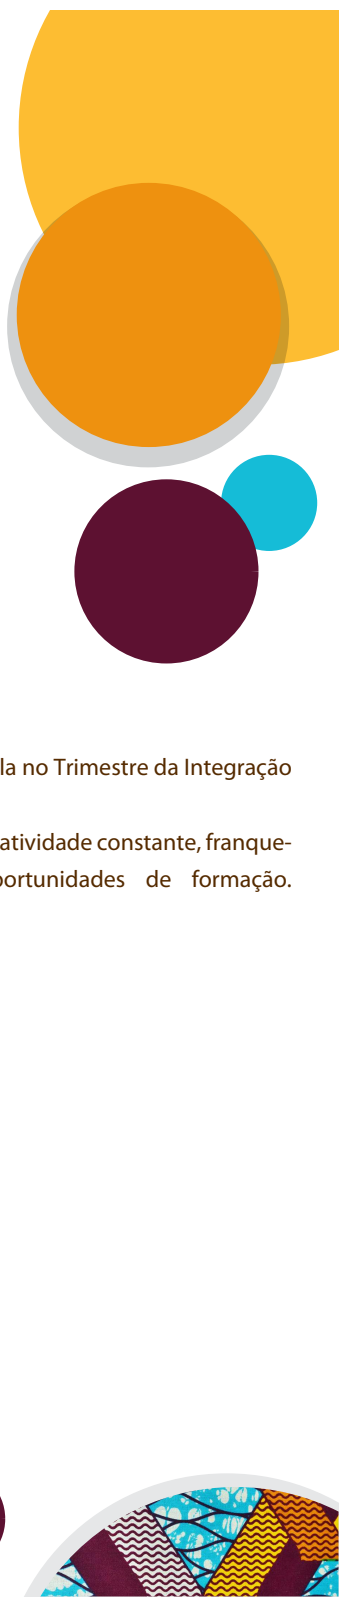 la no Trimestre da Integração
atividade constante, franque-
portunidades de formação.